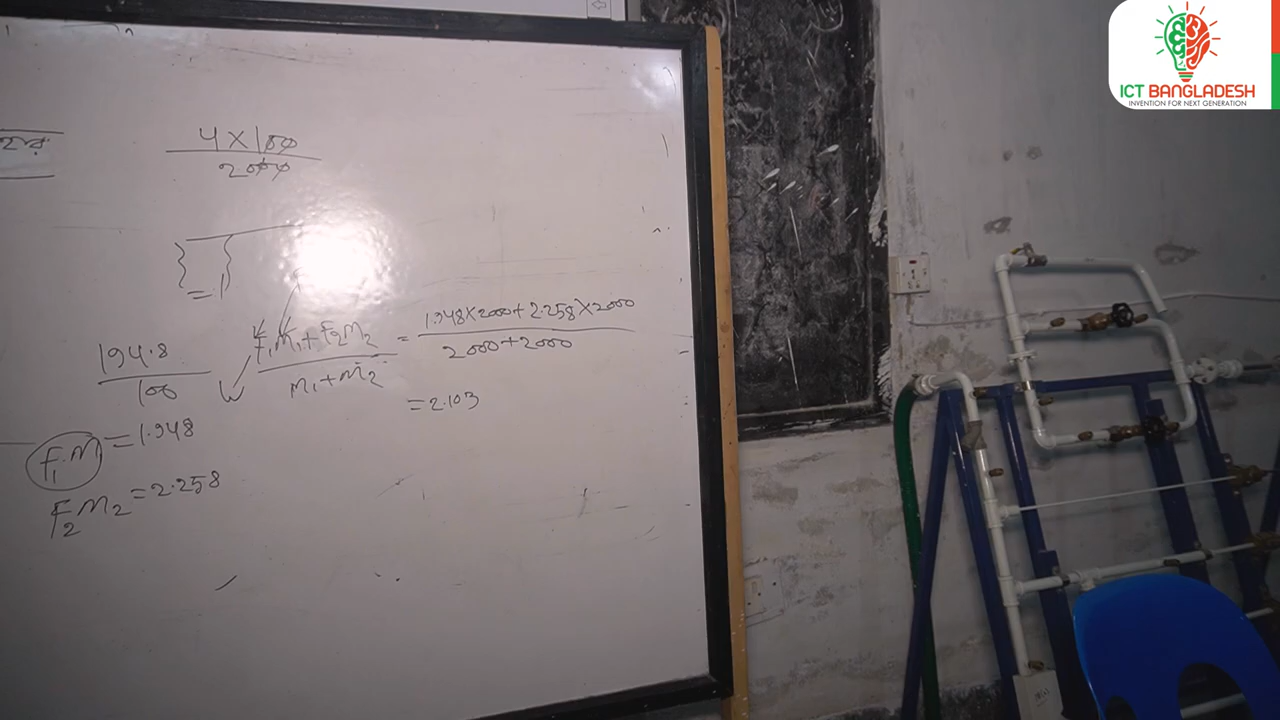 ICT BANGLADESH
INVENTION FOR NEXT GENERATION
4 X 100
2000
= 1
194.8
100
F₁M₁ + F₂M₂ = 1.948 X 2000 + 2.258 X 2000
M₁ + M₂ 2000 + 2000
= 2.103
F₁M = 1.948
F₂M₂ = 2.258